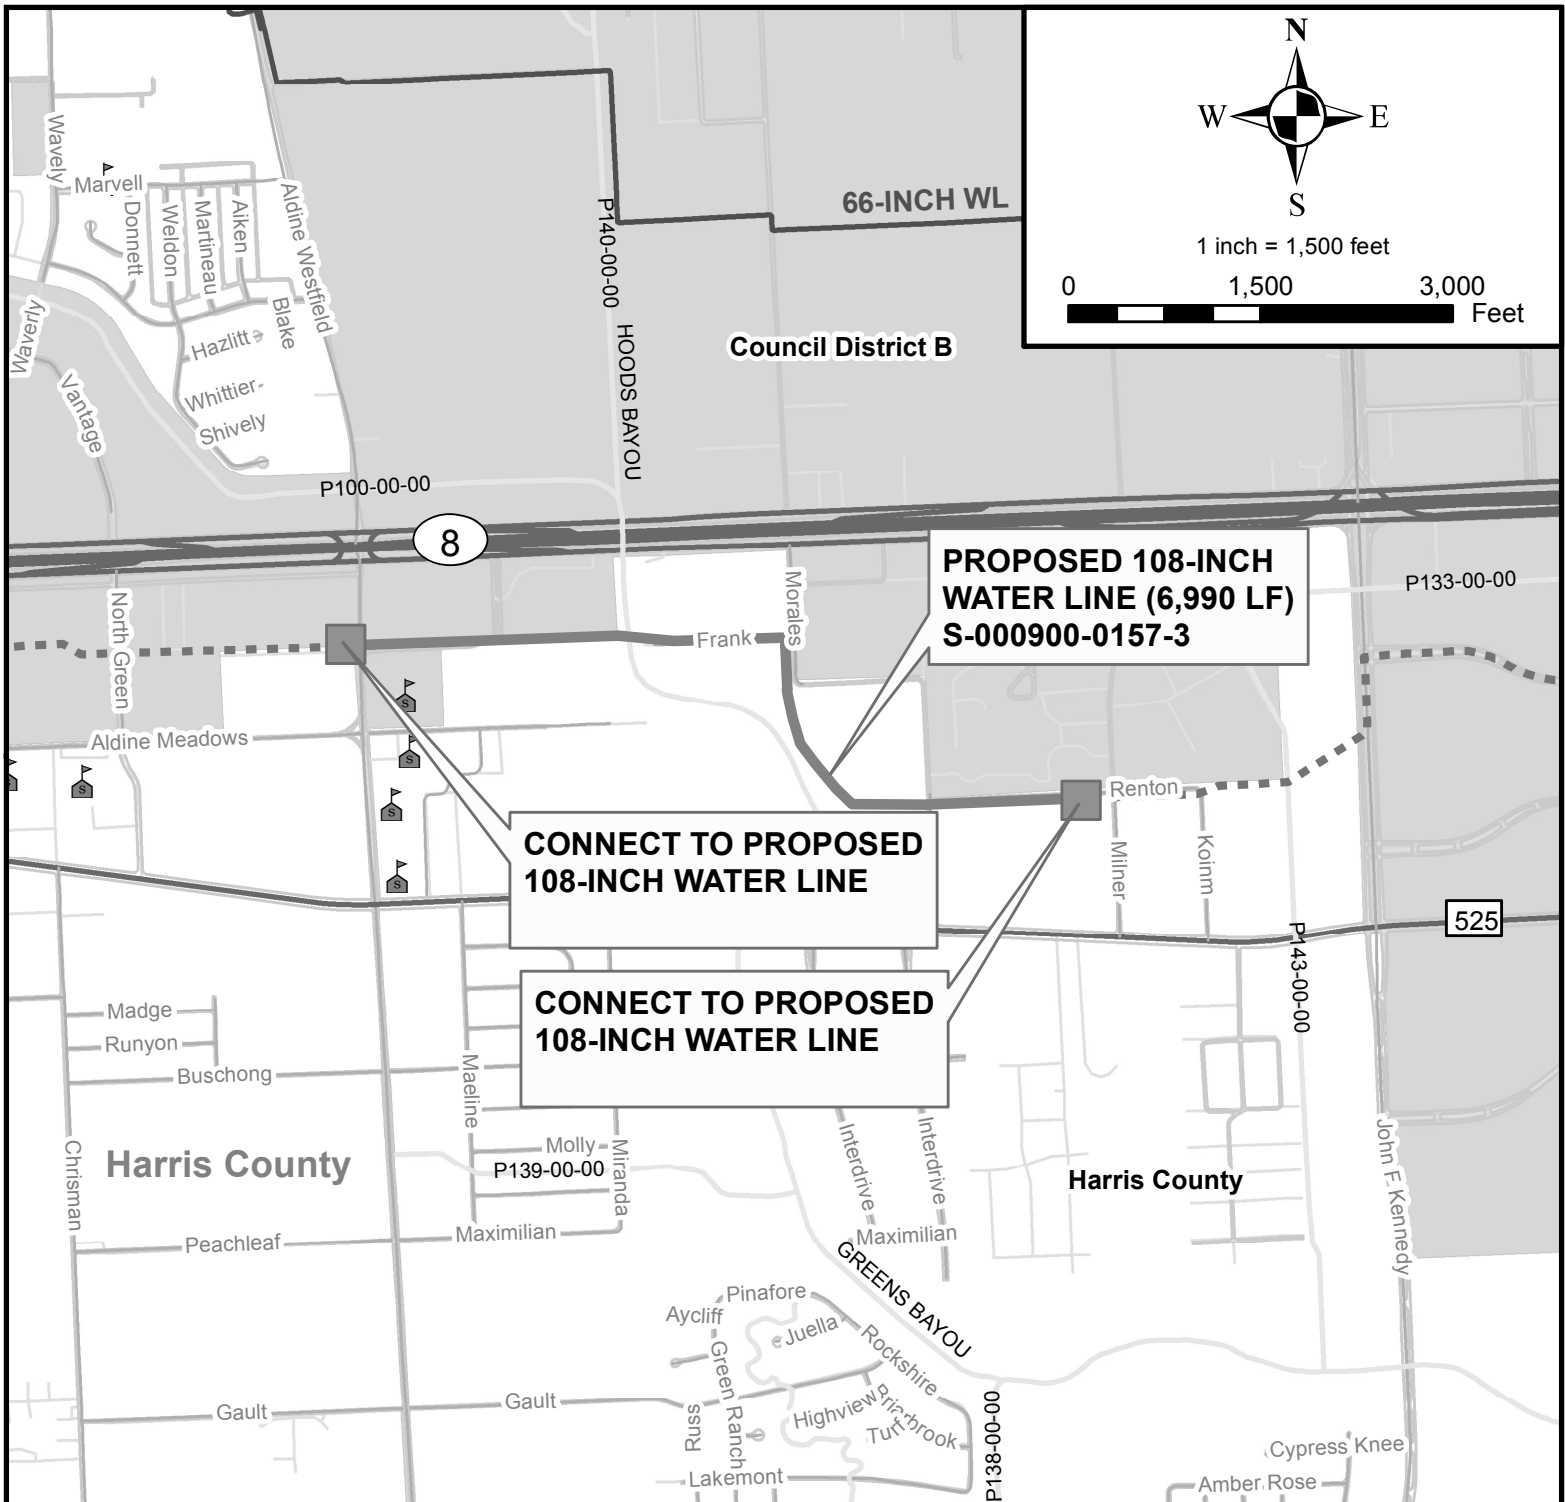 N
W E
S
1 inch = 1,500 feet
0 1,500 3,000
Feet
66-INCH WL
Council District B
Wavely
Marvell
Donnett
Weldon
Martineau
Aiken
Aldine Westfield
Blake
Hazlitt
Whittier
Shively
Waverly
Vantage
P140-00-00
HOODS BAYOU
P100-00-00
8
PROPOSED 108-INCH
WATER LINE (6,990 LF)
S-000900-0157-3
P133-00-00
North Green
Morales
Frank
Aldine Meadows
S
S
S
S
S
Renton
Milner
Koinm
CONNECT TO PROPOSED
108-INCH WATER LINE
525
P143-00-00
CONNECT TO PROPOSED
108-INCH WATER LINE
Madge
Runyon
Buschong
Maeline
Chrisman
Harris County
Molly
P139-00-00
Miranda
Interdrive
Interdrive
Harris County
John F. Kennedy
Peachleaf
Maximilian
Maximilian
GREENS BAYOU
Pinafore
Aycliff
Juella
Rockshire
Green Ranch
Gault
Gault
Russ
Highview
Briarbrook
Turf
P138-00-00
Lakemont
Cypress Knee
Amber Rose